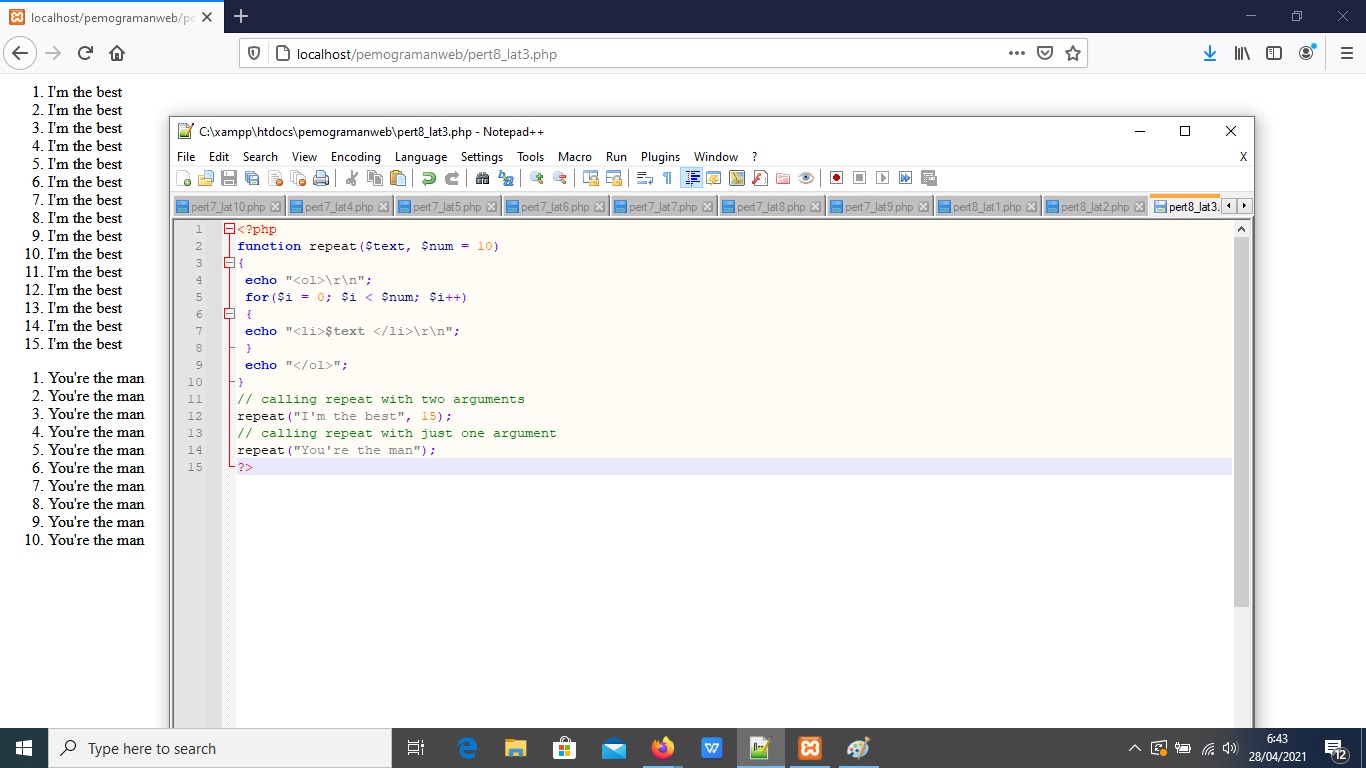 localhost/pemogramanweb/pe
localhost/pemogramanweb/pert8_lat3.php
1. I'm the best
2. I'm the best
3. I'm the best
4. I'm the best
5. I'm the best
6. I'm the best
7. I'm the best
8. I'm the best
9. I'm the best
10. I'm the best
11. I'm the best
12. I'm the best
13. I'm the best
14. I'm the best
15. I'm the best
1. You're the man
2. You're the man
3. You're the man
4. You're the man
5. You're the man
6. You're the man
7. You're the man
8. You're the man
9. You're the man
10. You're the man
C:\xampp\htdocs\pemogramanweb\pert8_lat3.php - Notepad++
File Edit Search View Encoding Language Settings Tools Macro Run Plugins Window ? X
pert7_lat10.php pert7_lat4.php pert7_lat5.php pert7_lat6.php pert7_lat7.php pert7_lat8.php pert7_lat9.php pert8_lat1.php pert8_lat2.php pert8_lat3.
1 <?php
2 function repeat($text, $num = 10)
3 {
4 echo "<ol>\r\n";
5 for($i = 0; $i < $num; $i++)
6 {
7 echo "<li>$text </li>\r\n";
8 }
9 echo "</ol>";
10 }
11 // calling repeat with two arguments
12 repeat("I'm the best", 15);
13 // calling repeat with just one argument
14 repeat("You're the man");
15 ?>
Type here to search
6:43
28/04/2021
12